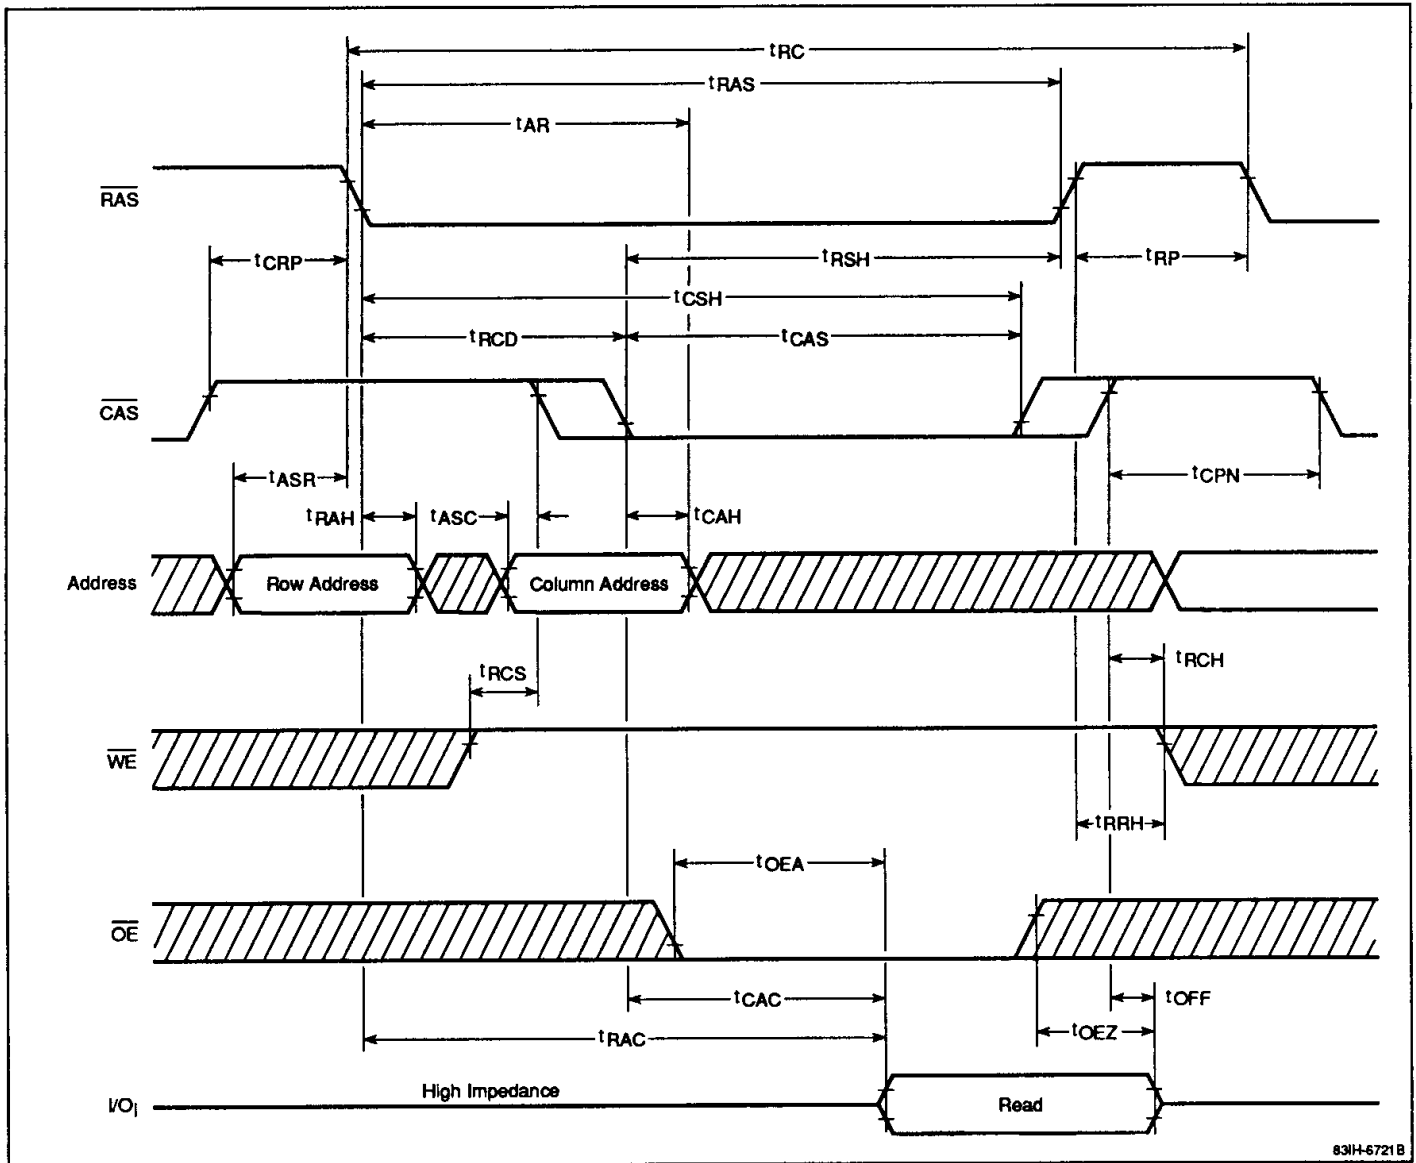 tRC
tRAS
tAR
RAS
tCRP
tRSH
tRP
tCSH
tRCD
tCAS
CAS
tASR
tCPN
tRAH
tASC
tCAH
Address
Row Address
Column Address
tRCS
tRCH
WE
tRRH
tOEA
OE
tCAC
tOFF
tRAC
tOEZ
High Impedance
I/Oi
Read
83IH-6721B